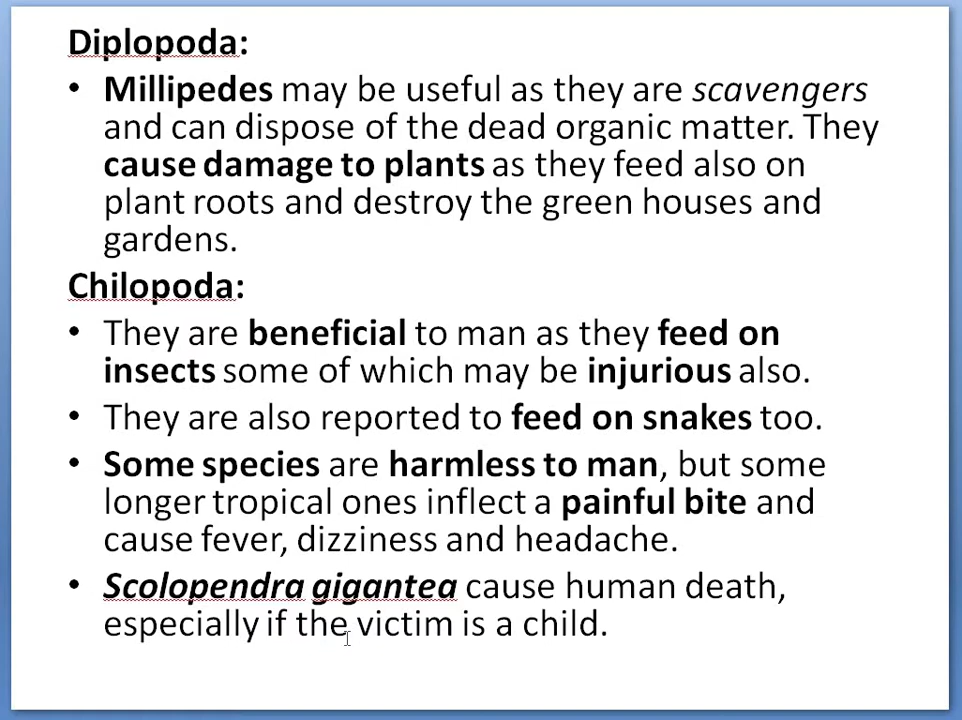 Diplopoda:
• Millipedes may be useful as they are scavengers
and can dispose of the dead organic matter. They
cause damage to plants as they feed also on
plant roots and destroy the green houses and
gardens.
Chilopoda:
• They are beneficial to man as they feed on
insects some of which may be injurious also.
• They are also reported to feed on snakes too.
• Some species are harmless to man, but some
longer tropical ones inflect a painful bite and
cause fever, dizziness and headache.
• Scolopendra gigantea cause human death,
especially if the victim is a child.